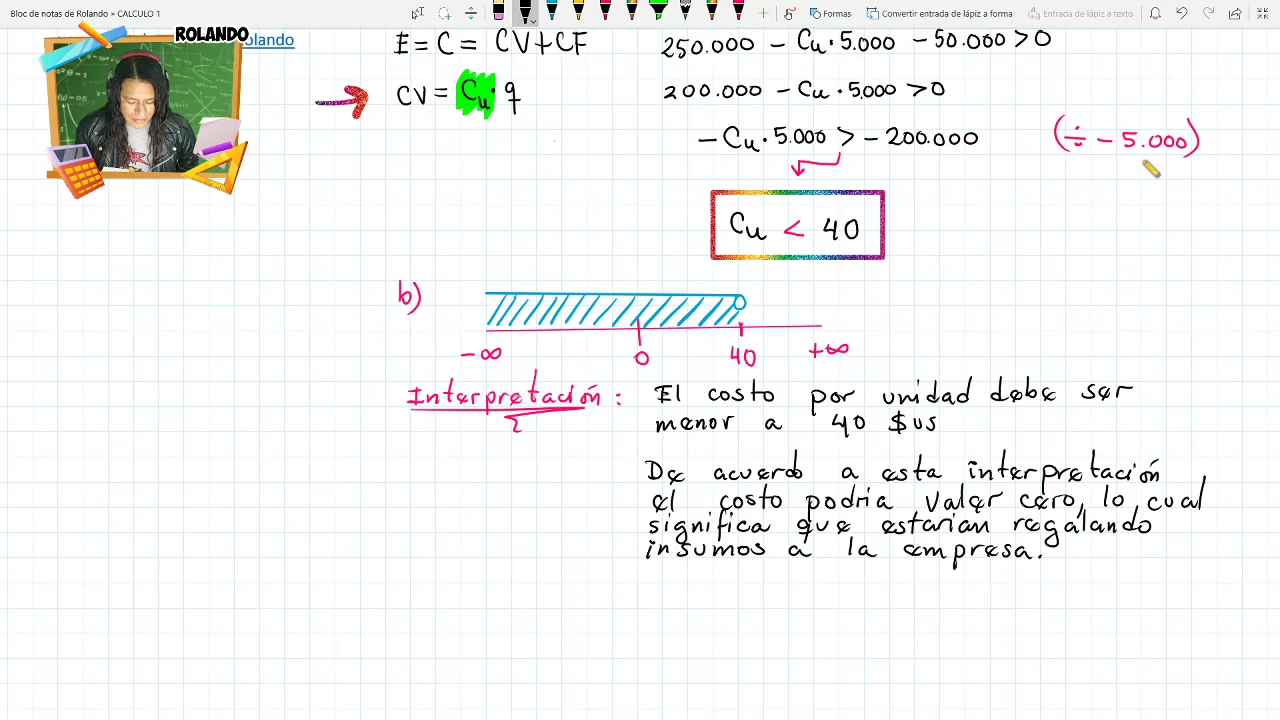 Bloc de notas de Rolando » CALCULO 1
Formas
Convertir entrada de lápiz a forma
Entrada de lápiz a texto
ROLANDO
olando
E = C = CV + CF
CV = Cu · q
250.000 - Cu · 5.000 - 50.000 > 0
200.000 - Cu · 5.000 > 0
- Cu · 5.000 > - 200.000 (÷ - 5.000)
Cu < 40
b)
-∞ 0 40 +∞
Interpretación : El costo por unidad debe ser
menor a 40 $us
De acuerdo a esta interpretación
el costo podria valer cero, lo cual
significa que estarian regalando
insumos a la empresa.